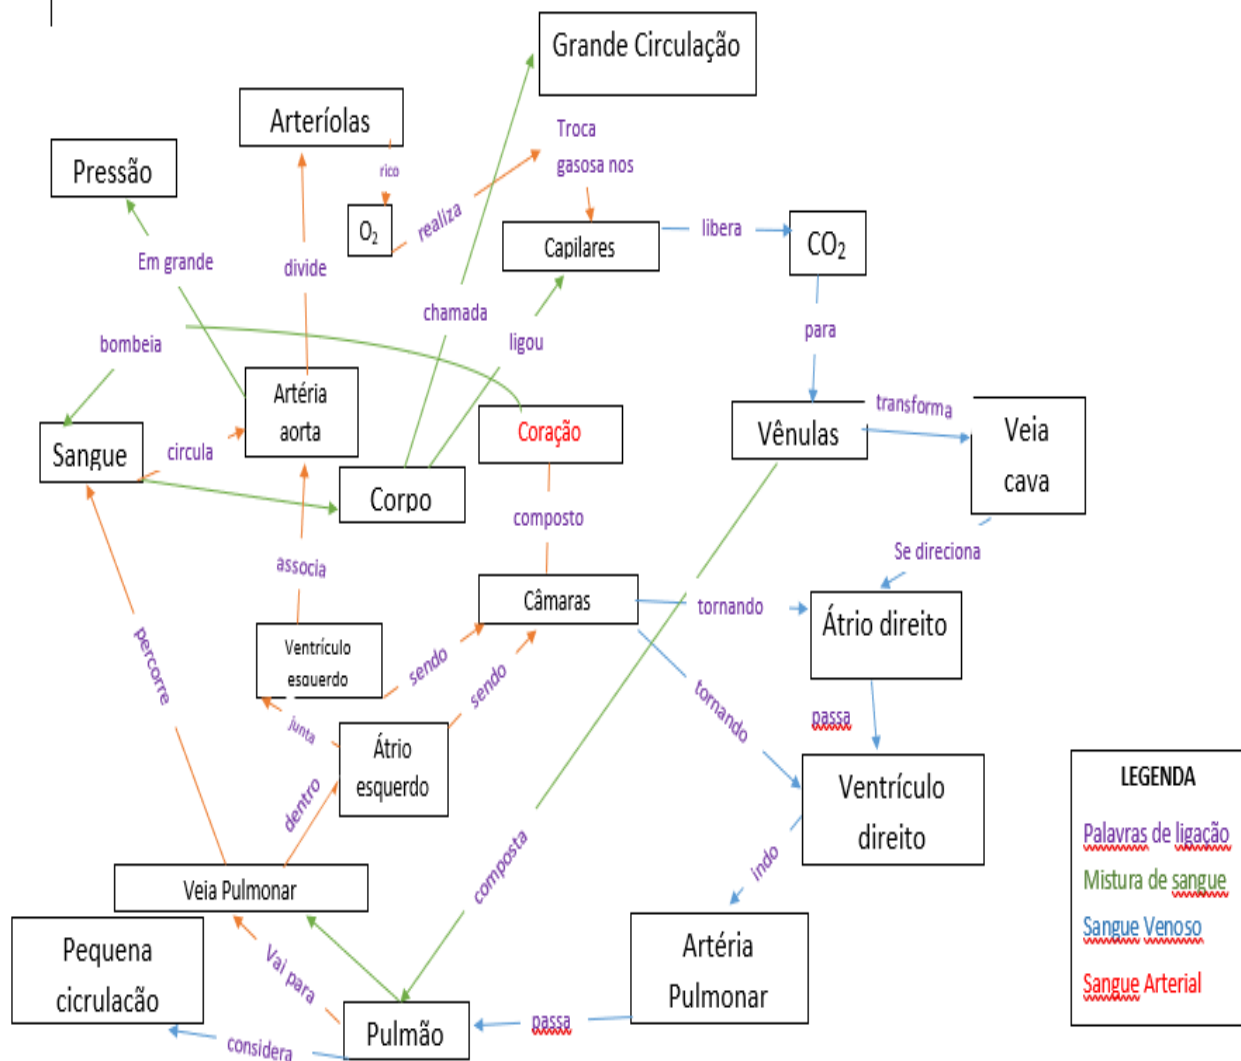 Grande Circulação
Arteríolas
Troca
gasosa nos
Pressão
rico
O₂
realiza
Capilares
libera
CO₂
Em grande
divide
chamada
ligou
para
bombeia
Artéria
aorta
Coração
Vênulas
transforma
Veia
cava
Sangue
circula
Corpo
composto
Se direciona
associa
Câmaras
tornando
Átrio direito
Ventrículo
esquerdo
sendo
sendo
percorre
junta
tornando
passa
Átrio
esquerdo
dentro
Ventrículo
direito
indo
composta
Veia Pulmonar
Pequena
cicrulação
Vai para
Artéria
Pulmonar
Pulmão
passa
considera
LEGENDA
Palavras de ligação
Mistura de sangue
Sangue Venoso
Sangue Arterial